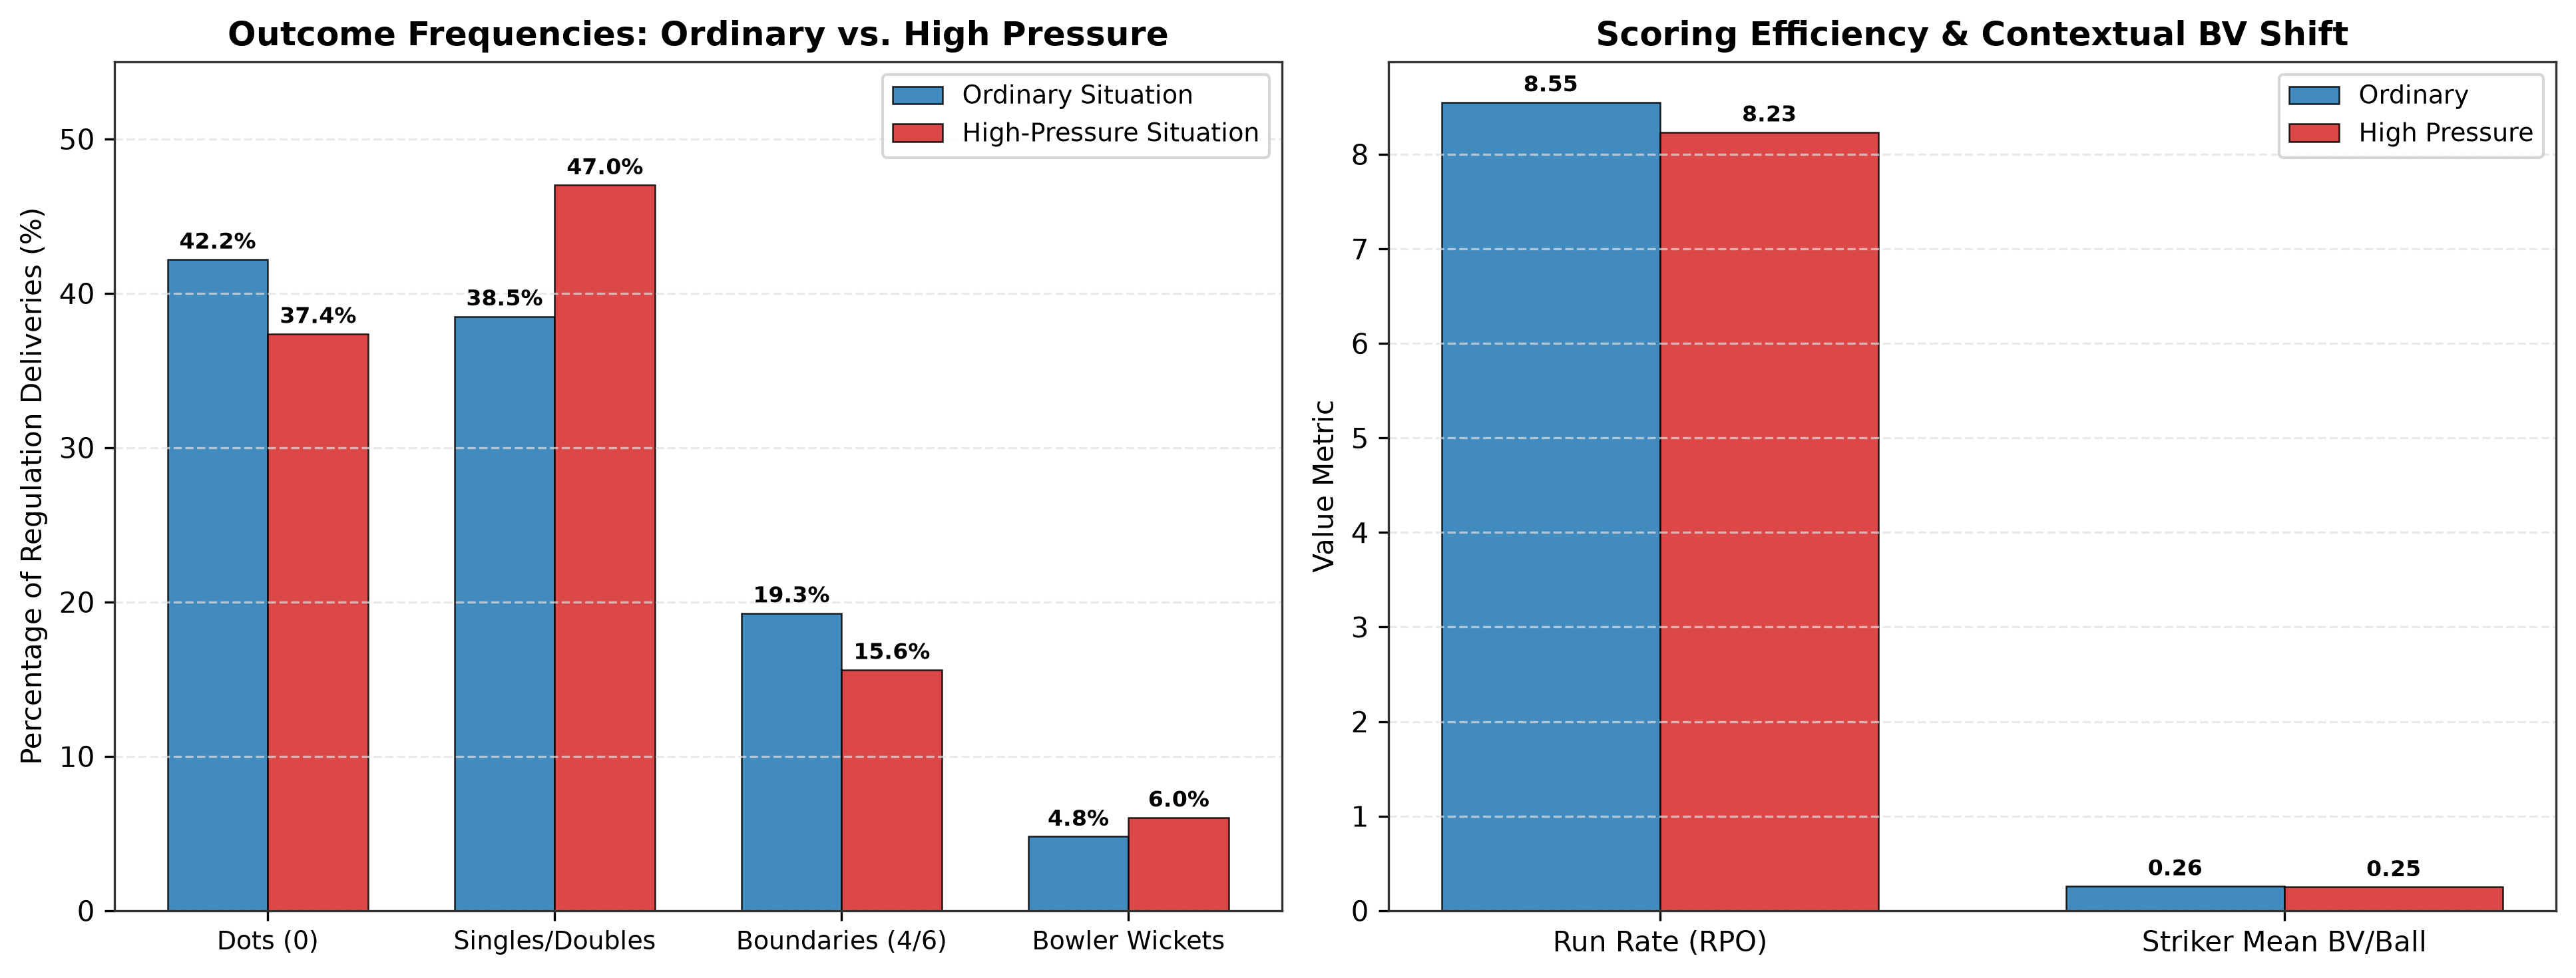 Outcome Frequencies: Ordinary vs. High Pressure
Ordinary Situation
High-Pressure Situation
Percentage of Regulation Deliveries (%)
50
40
30
20
10
0
42.2%
37.4%
38.5%
47.0%
19.3%
15.6%
4.8%
6.0%
Dots (0)
Singles/Doubles
Boundaries (4/6)
Bowler Wickets
Scoring Efficiency & Contextual BV Shift
Ordinary
High Pressure
Value Metric
8
7
6
5
4
3
2
1
0
8.55
8.23
0.26
0.25
Run Rate (RPO)
Striker Mean BV/Ball